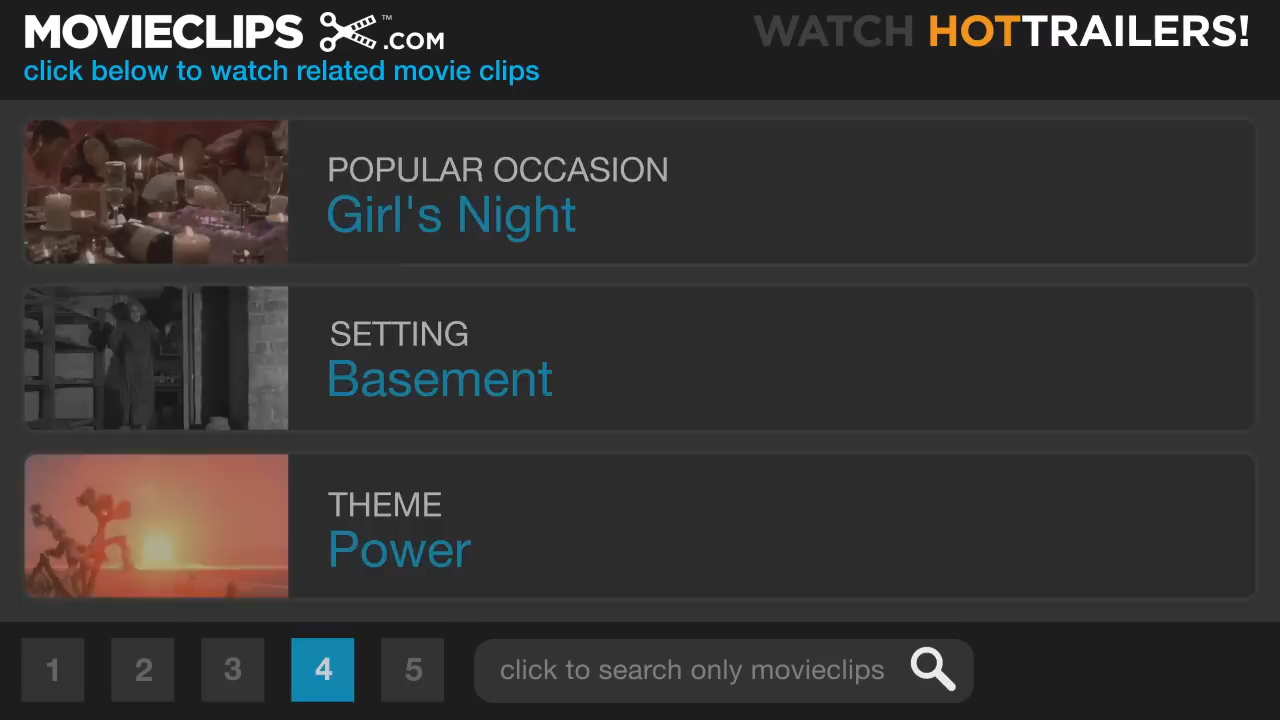 MOVIECLIPS ™ .COM
WATCH HOTTRAILERS!
click below to watch related movie clips
POPULAR OCCASION
Girl's Night
SETTING
Basement
THEME
Power
1 2 3 4 5
click to search only movieclips